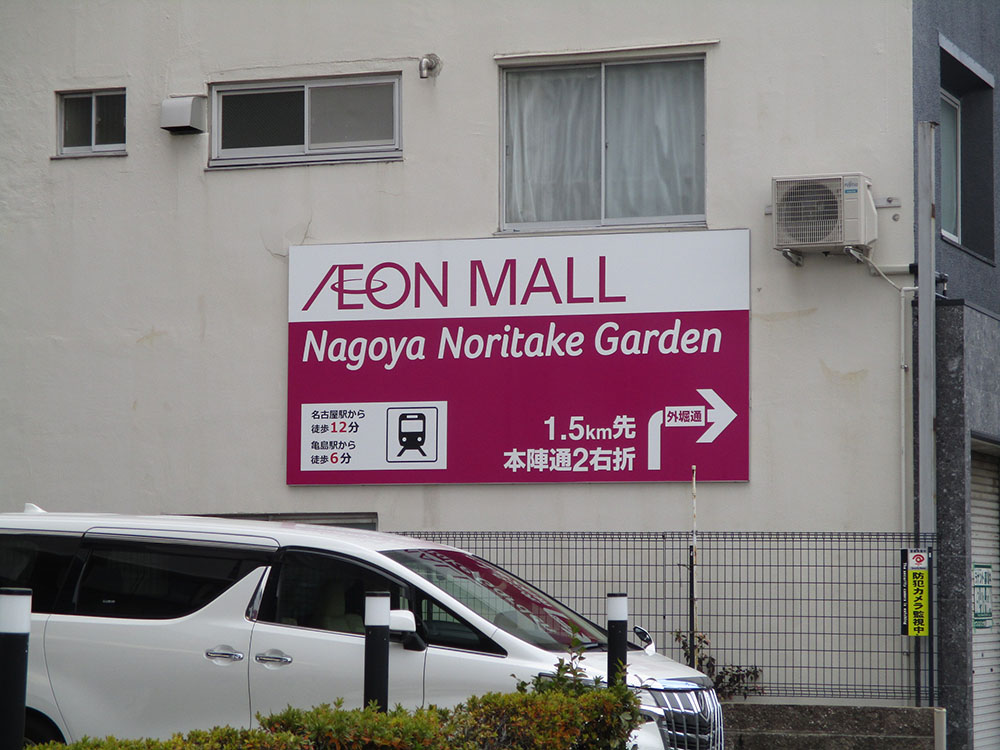 ÆON MALL
Nagoya Noritake Garden
名古屋駅から
徒歩12分
亀島駅から
徒歩6分
1.5km先
本陣通2右折
外堀通
防犯カメラ監視中